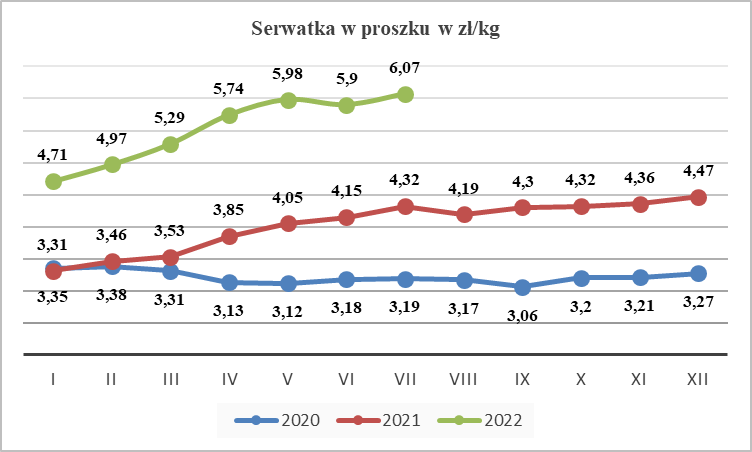 Serwatka w proszku w zł/kg
4,71 4,97 5,29 5,74 5,98 5,9 6,07
3,31 3,46 3,53 3,85 4,05 4,15 4,32 4,19 4,3 4,32 4,36 4,47
3,35 3,38 3,31 3,13 3,12 3,18 3,19 3,17 3,06 3,2 3,21 3,27
I II III IV V VI VII VIII IX X XI XII
2020 2021 2022